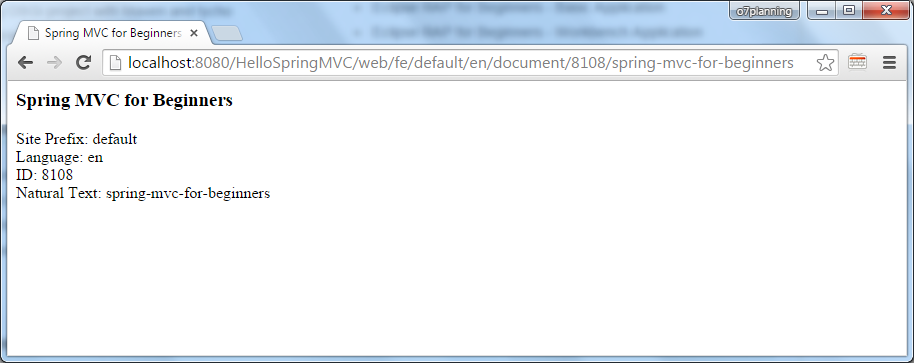 o7planning
Spring MVC for Beginners
localhost:8080/HelloSpringMVC/web/fe/default/en/document/8108/spring-mvc-for-beginners
Spring MVC for Beginners
Site Prefix: default
Language: en
ID: 8108
Natural Text: spring-mvc-for-beginners